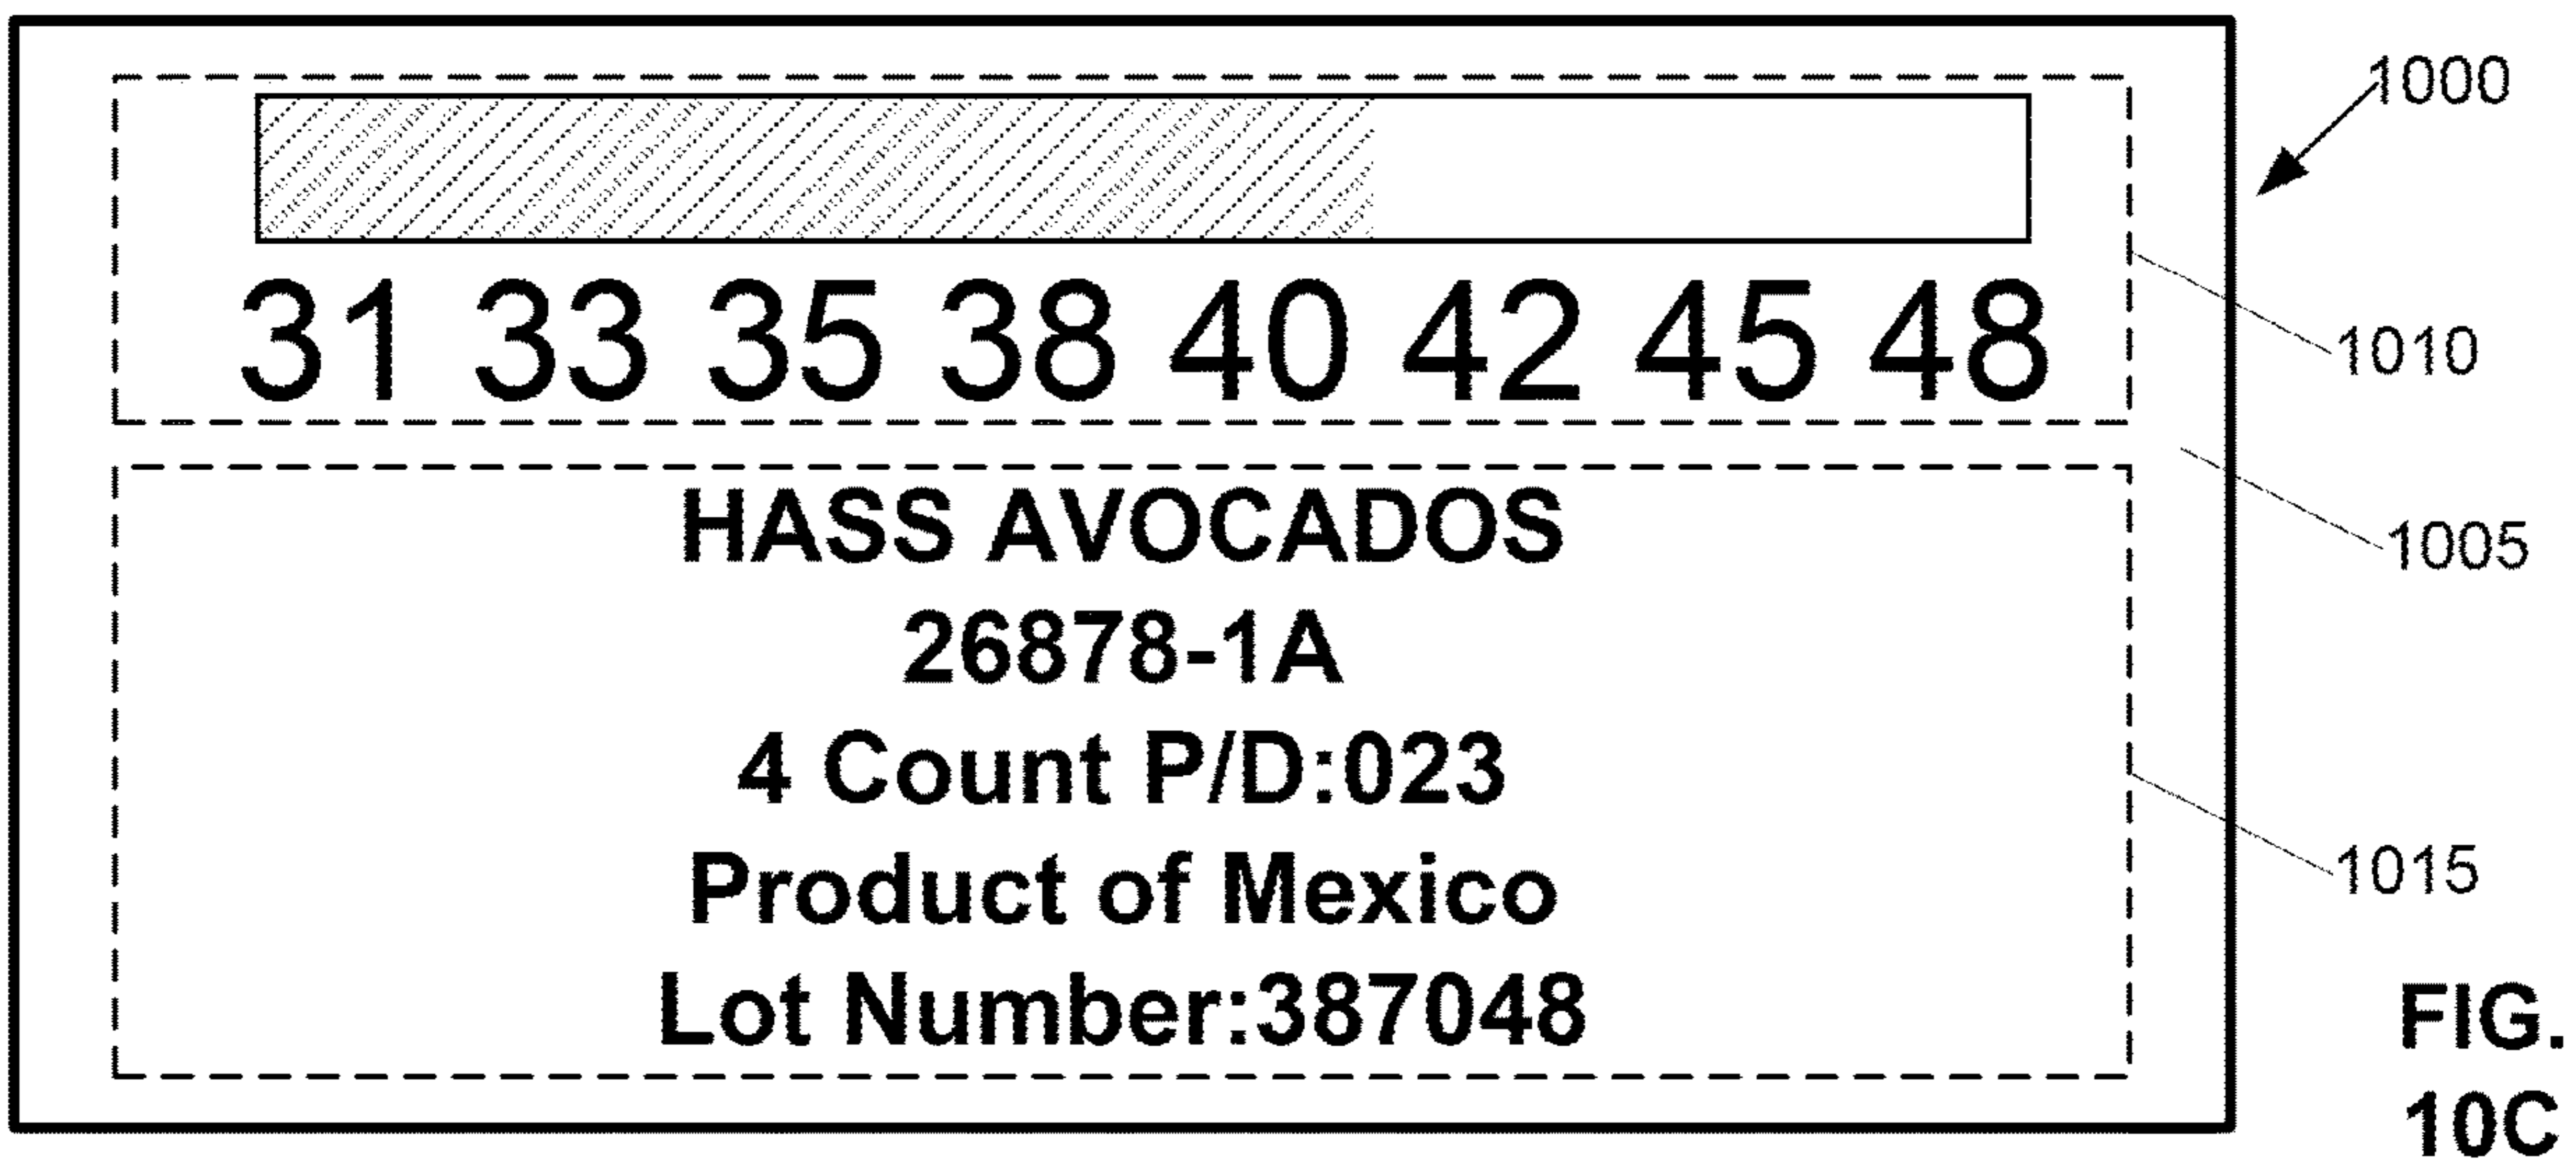 1000
31 33 35 38 40 42 45 48
1010
1005
HASS AVOCADOS
26878-1A
4 Count P/D:023
Product of Mexico
1015
Lot Number:387048
FIG.
10C